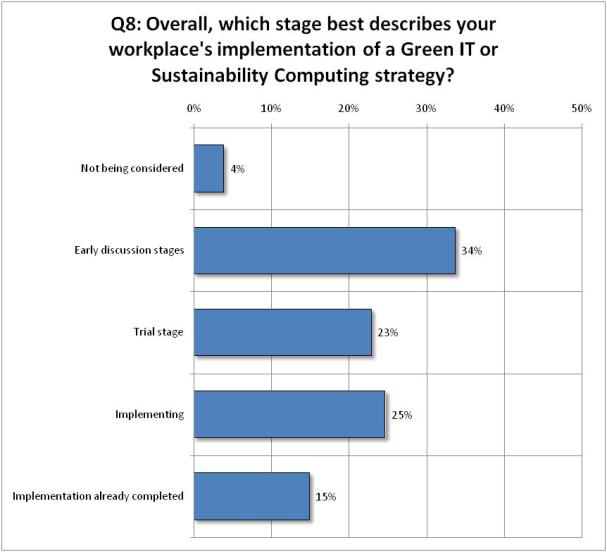 Q8: Overall, which stage best describes your
workplace's implementation of a Green IT or
Sustainability Computing strategy?
0% 10% 20% 30% 40% 50%
Not being considered 4%
Early discussion stages 34%
Trial stage 23%
Implementing 25%
Implementation already completed 15%